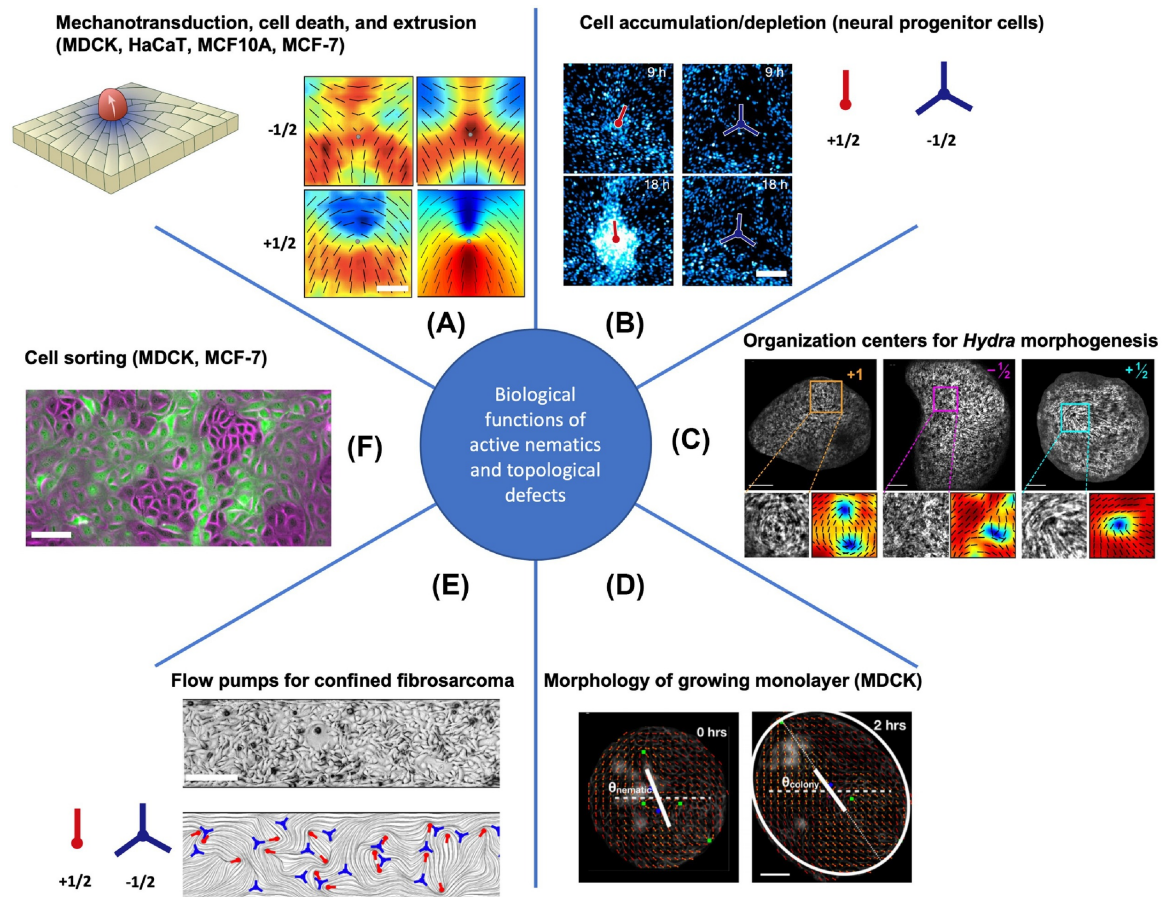 Mechanotransduction, cell death, and extrusion
(MDCK, HaCaT, MCF10A, MCF-7)
-1/2
+1/2
(A)
Cell accumulation/depletion (neural progenitor cells)
9 h
9 h
18 h
18 h
+1/2
-1/2
(B)
Organization centers for Hydra morphogenesis
+1
−½
+½
(C)
Cell sorting (MDCK, MCF-7)
(F)
Biological
functions of
active nematics
and topological
defects
(E)
(D)
Flow pumps for confined fibrosarcoma
+1/2
-1/2
Morphology of growing monolayer (MDCK)
0 hrs
θnematic
2 hrs
θcolony